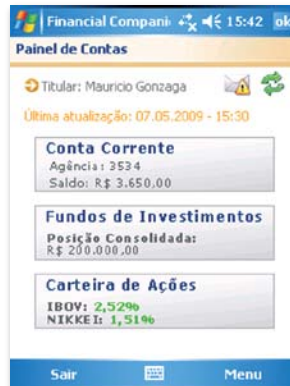 Financial Compani 15:42 ok
Painel de Contas
Titular: Mauricio Gonzaga
Última atualização: 07.05.2009 - 15:30
Conta Corrente
Agência: 3534
Saldo: R$ 3.650,00
Fundos de Investimentos
Posição Consolidada:
R$ 200.000,00
Carteira de Ações
IBOV: 2,52%
NIKKEI: 1,51%
Sair Menu